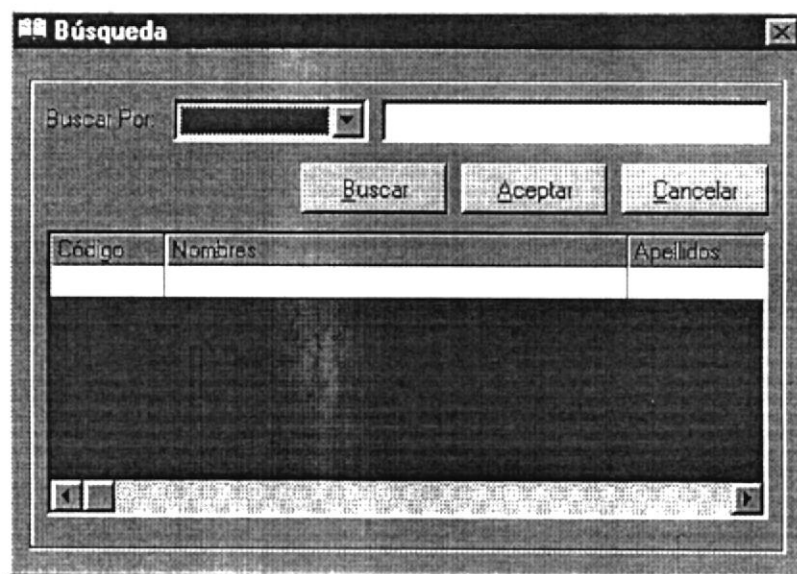 Búsqueda
Buscar Por:
Buscar Aceptar Cancelar
Código Nombres Apellidos